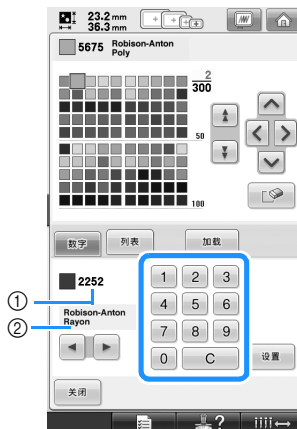 23.2 mm
36.3 mm
5675 Robison-Anton
Poly
2
300
50
100
数字 列表 加载
① 2252
② Robison-Anton
Rayon
1 2 3
4 5 6
7 8 9
0 C
设置
关闭
?